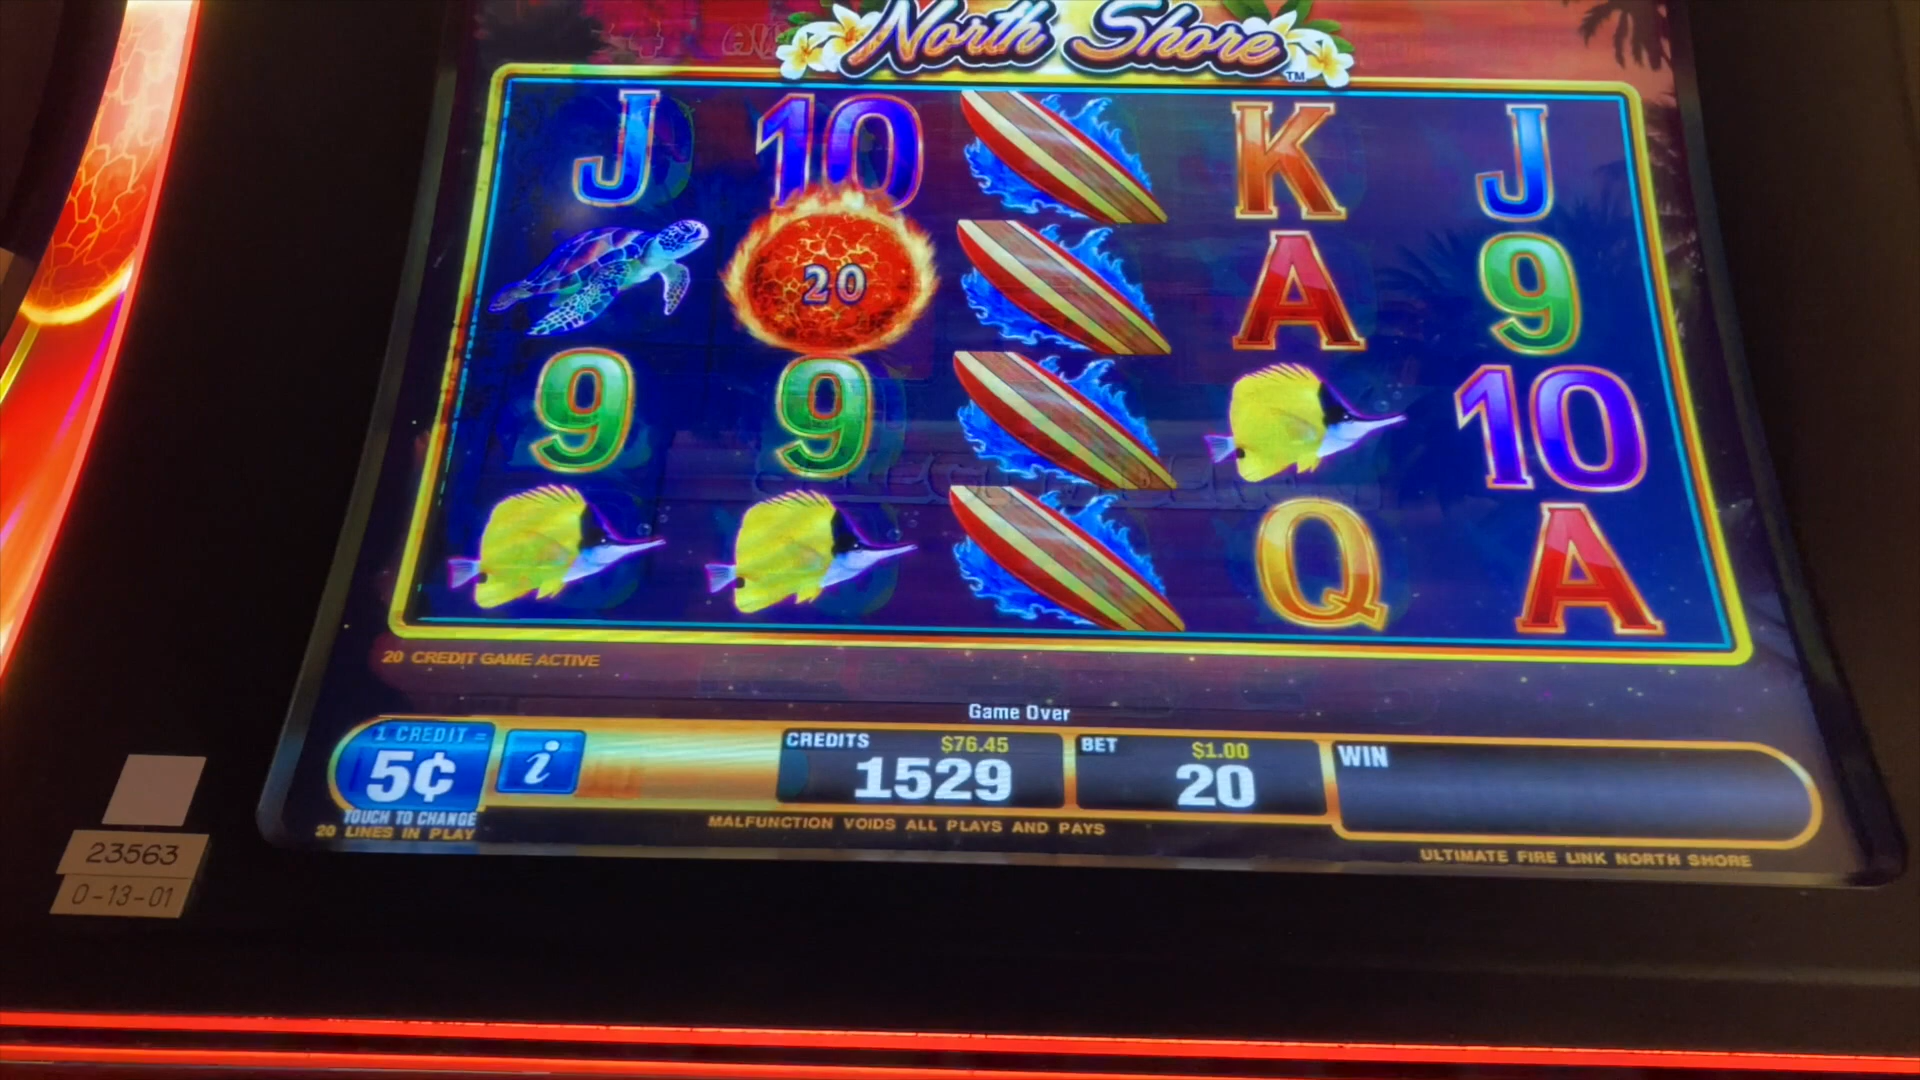 North Shore™
J 10 K J
20 A 9
9 9 10
Q A
20 CREDIT GAME ACTIVE
Game Over
1 CREDIT =
5¢
TOUCH TO CHANGE
20 LINES IN PLAY
i
CREDITS $76.45
1529
BET $1.00
20
WIN
MALFUNCTION VOIDS ALL PLAYS AND PAYS
ULTIMATE FIRE LINK NORTH SHORE
23563
0-13-01